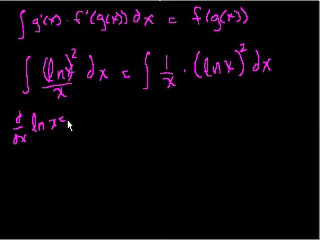 ∫ g'(x) · f'(g(x)) dx = f(g(x))
∫ (ln x)²/x dx = ∫ 1/x · (ln x)² dx
d/dx ln x =